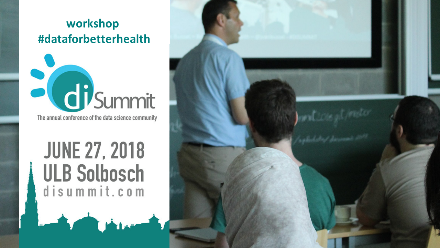 workshop
#dataforbetterhealth
di Summit
The annual conference of the data science community
JUNE 27, 2018
ULB Solbosch
disummit.com